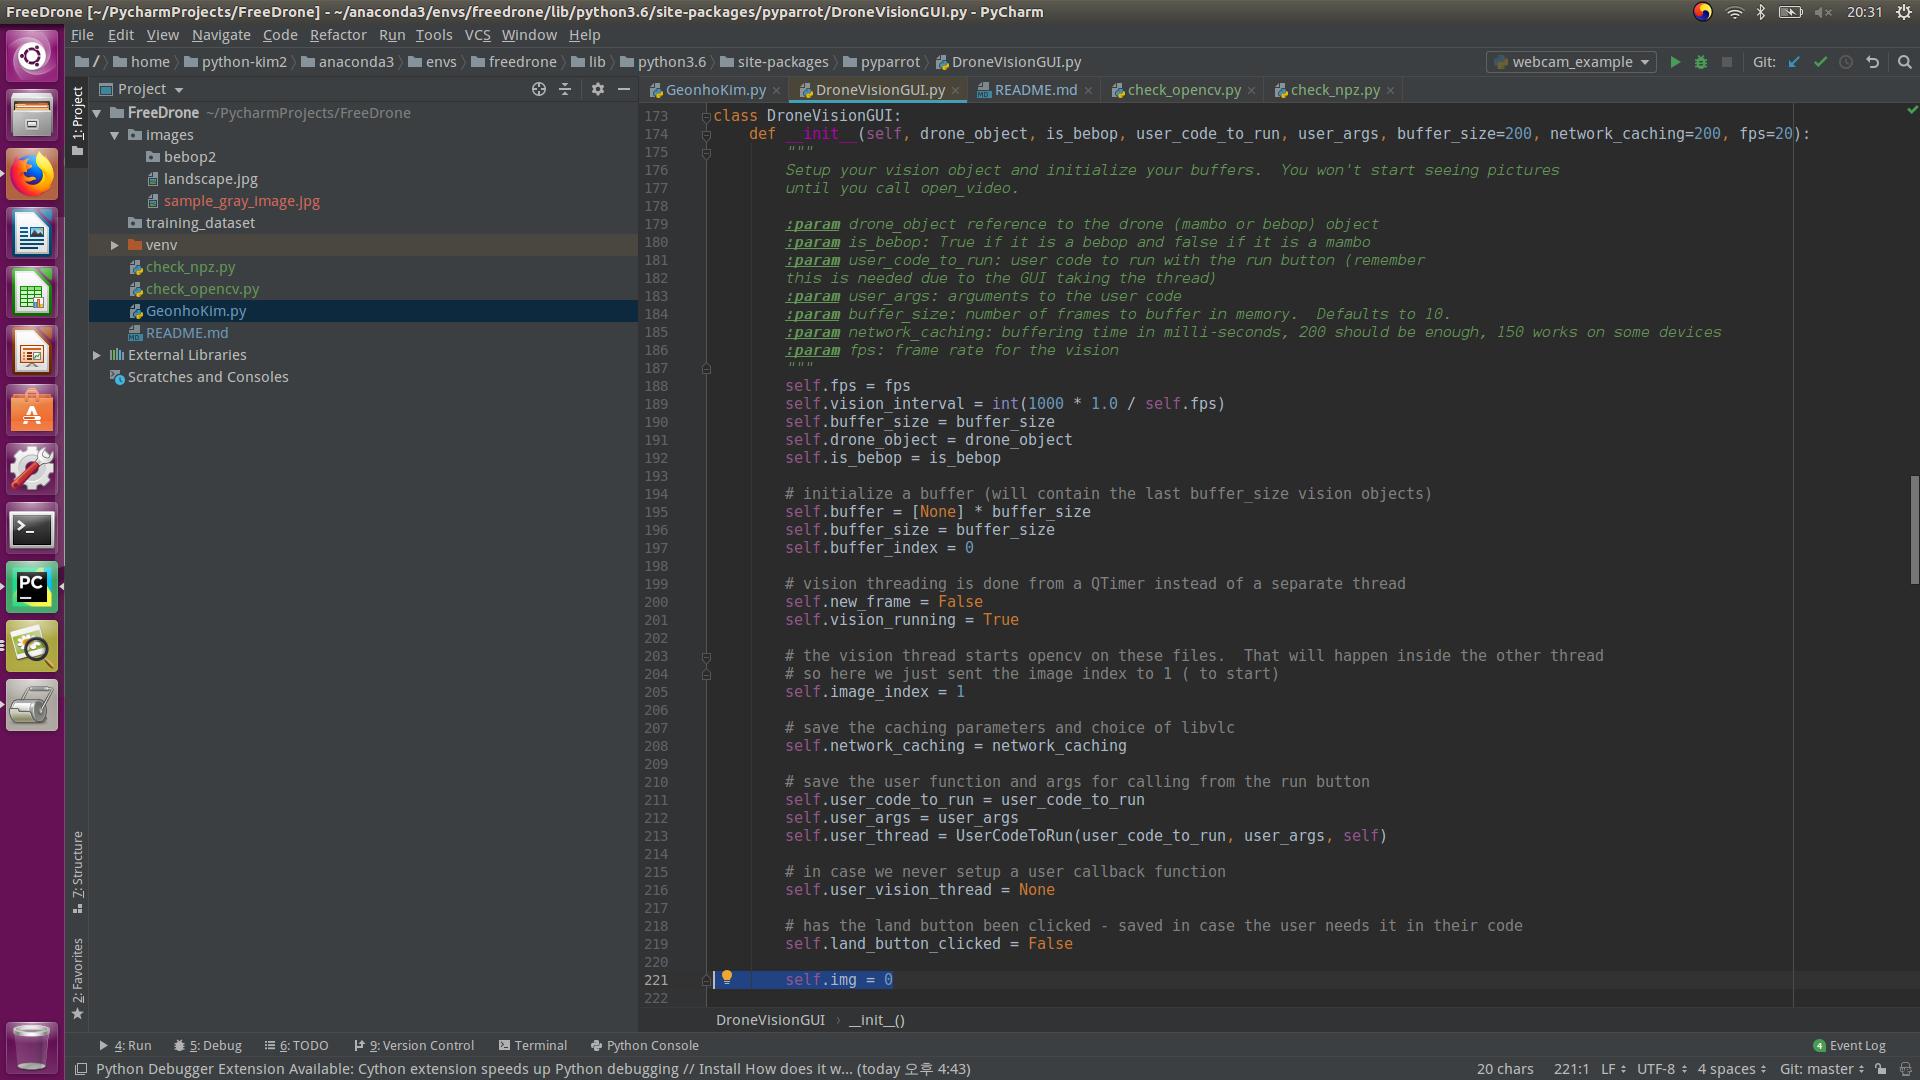 FreeDrone [~/PycharmProjects/FreeDrone] - ~/anaconda3/envs/freedrone/lib/python3.6/site-packages/pyparrot/DroneVisionGUI.py - PyCharm
20:31
File Edit View Navigate Code Refactor Run Tools VCS Window Help
/ home python-kim2 anaconda3 envs freedrone lib python3.6 site-packages pyparrot DroneVisionGUI.py
webcam_example
Git:
Project
GeonhoKim.py DroneVisionGUI.py README.md check_opencv.py check_npz.py
1: Project
FreeDrone ~/PycharmProjects/FreeDrone
images
bebop2
landscape.jpg
sample_gray_image.jpg
training_dataset
venv
check_npz.py
check_opencv.py
GeonhoKim.py
README.md
External Libraries
Scratches and Consoles
7: Structure
2: Favorites
PC
173 class DroneVisionGUI:
174 def __init__(self, drone_object, is_bebop, user_code_to_run, user_args, buffer_size=200, network_caching=200, fps=20):
175 """
176 Setup your vision object and initialize your buffers.  You won't start seeing pictures
177 until you call open_video.
178
179 :param drone_object reference to the drone (mambo or bebop) object
180 :param is_bebop: True if it is a bebop and false if it is a mambo
181 :param user_code_to_run: user code to run with the run button (remember
182 this is needed due to the GUI taking the thread)
183 :param user_args: arguments to the user code
184 :param buffer_size: number of frames to buffer in memory.  Defaults to 10.
185 :param network_caching: buffering time in milli-seconds, 200 should be enough, 150 works on some devices
186 :param fps: frame rate for the vision
187 """
188 self.fps = fps
189 self.vision_interval = int(1000 * 1.0 / self.fps)
190 self.buffer_size = buffer_size
191 self.drone_object = drone_object
192 self.is_bebop = is_bebop
193
194 # initialize a buffer (will contain the last buffer_size vision objects)
195 self.buffer = [None] * buffer_size
196 self.buffer_size = buffer_size
197 self.buffer_index = 0
198
199 # vision threading is done from a QTimer instead of a separate thread
200 self.new_frame = False
201 self.vision_running = True
202
203 # the vision thread starts opencv on these files.  That will happen inside the other thread
204 # so here we just sent the image index to 1 ( to start)
205 self.image_index = 1
206
207 # save the caching parameters and choice of libvlc
208 self.network_caching = network_caching
209
210 # save the user function and args for calling from the run button
211 self.user_code_to_run = user_code_to_run
212 self.user_args = user_args
213 self.user_thread = UserCodeToRun(user_code_to_run, user_args, self)
214
215 # in case we never setup a user callback function
216 self.user_vision_thread = None
217
218 # has the land button been clicked - saved in case the user needs it in their code
219 self.land_button_clicked = False
220
221 self.img = 0
222
DroneVisionGUI › __init__()
4: Run 5: Debug 6: TODO 9: Version Control Terminal Python Console
4 Event Log
Python Debugger Extension Available: Cython extension speeds up Python debugging // Install How does it w... (today 오후 4:43)
20 chars 221:1 LF UTF-8 4 spaces Git: master